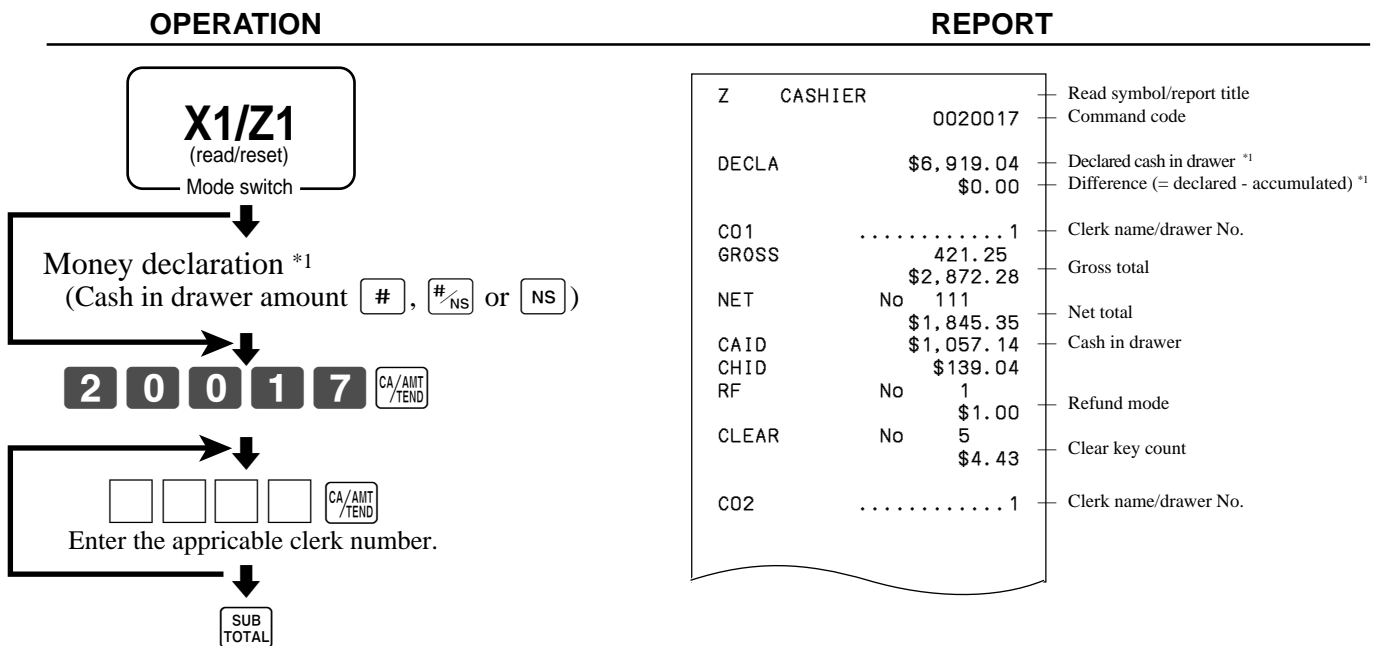 OPERATION
REPORT
X1/Z1
(read/reset)
Mode switch
Money declaration *1
(Cash in drawer amount #, #/NS or NS)
2 0 0 1 7 CA/AMT /TEND
CA/AMT /TEND
Enter the appricable clerk number.
SUB
TOTAL
Z CASHIER Read symbol/report title
0020017 Command code
DECLA $6,919.04 Declared cash in drawer *1
$0.00 Difference (= declared - accumulated) *1
C01 ............1 Clerk name/drawer No.
GROSS 421.25
Gross total
$2,872.28
NET No 111
Net total
$1,845.35
CAID $1,057.14 Cash in drawer
CHID $139.04
RF No 1
Refund mode
$1.00
CLEAR No 5
Clear key count
$4.43
C02 ............1 Clerk name/drawer No.